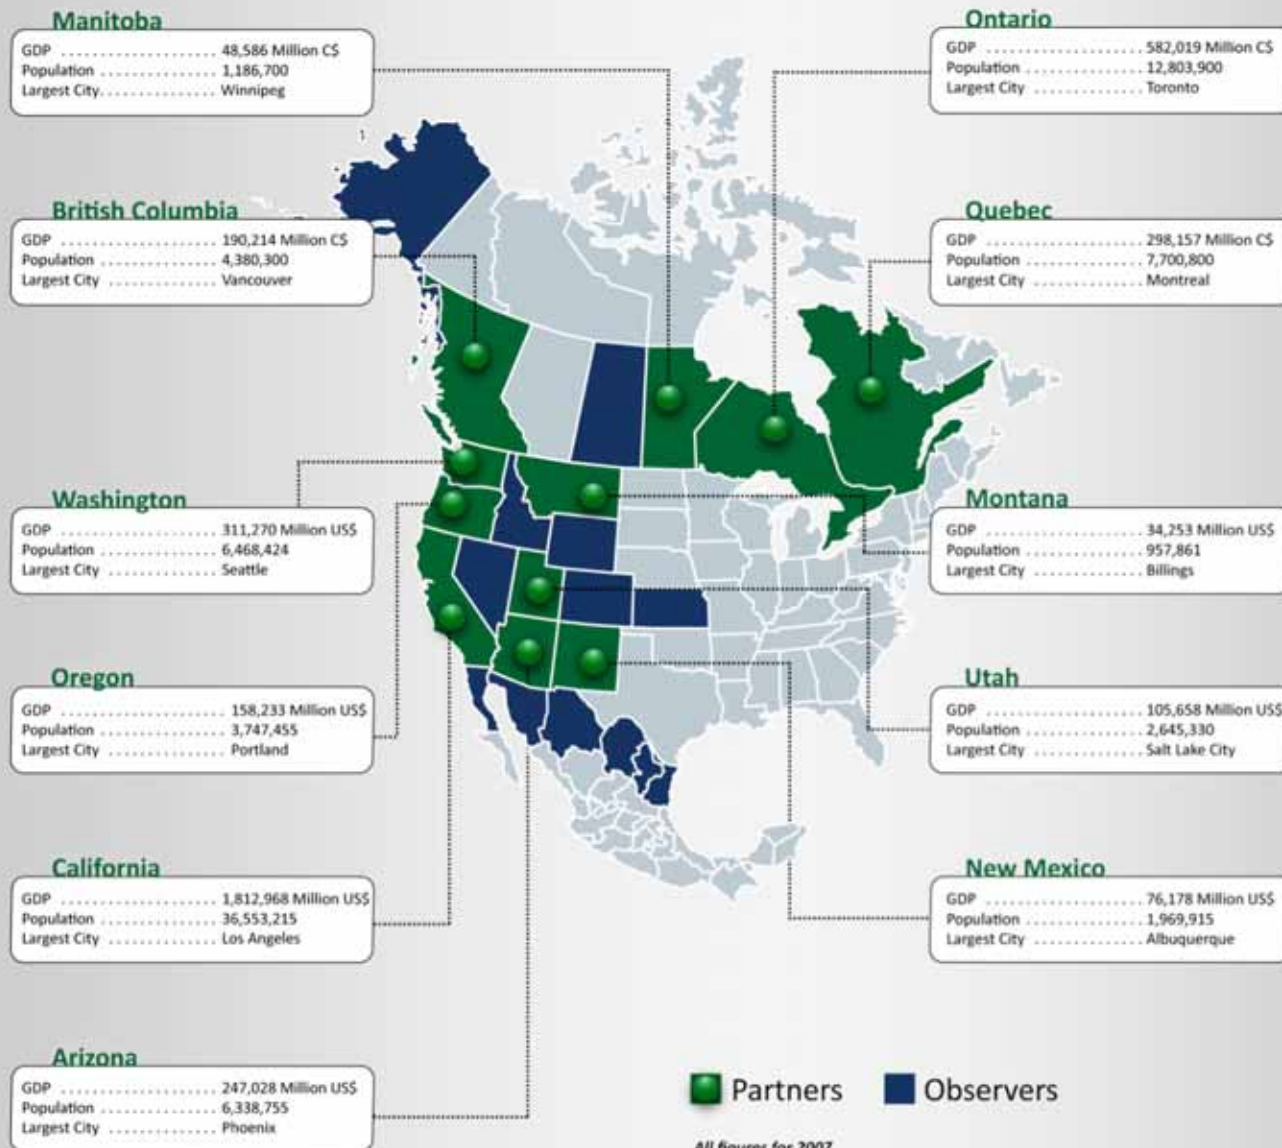 Manitoba
GDP ..................... 48,586 Million C$
Population ............... 1,186,700
Largest City............... Winnipeg
British Columbia
GDP ..................... 190,214 Million C$
Population ............... 4,380,300
Largest City .............. Vancouver
Washington
GDP ..................... 311,270 Million US$
Population ............... 6,468,424
Largest City .............. Seattle
Oregon
GDP ..................... 158,233 Million US$
Population ............... 3,747,455
Largest City .............. Portland
California
GDP ..................... 1,812,968 Million US$
Population ............... 36,553,215
Largest City .............. Los Angeles
Arizona
GDP ..................... 247,028 Million US$
Population ............... 6,338,755
Largest City .............. Phoenix
Ontario
GDP ..................... 582,019 Million C$
Population ............... 12,803,900
Largest City .............. Toronto
Quebec
GDP ..................... 298,157 Million C$
Population ............... 7,700,800
Largest City .............. Montreal
Montana
GDP ..................... 34,253 Million US$
Population ............... 957,861
Largest City .............. Billings
Utah
GDP ..................... 105,658 Million US$
Population ............... 2,645,330
Largest City .............. Salt Lake City
New Mexico
GDP ..................... 76,178 Million US$
Population ............... 1,969,915
Largest City .............. Albuquerque
Partners Observers
All figures for 2007